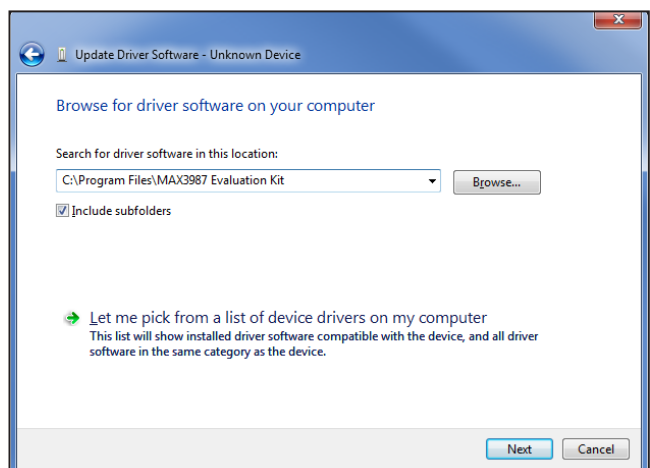 Update Driver Software - Unknown Device
Browse for driver software on your computer
Search for driver software in this location:
C:\Program Files\MAX3987 Evaluation Kit
Browse...
Include subfolders
Let me pick from a list of device drivers on my computer
This list will show installed driver software compatible with the device, and all driver
software in the same category as the device.
Next
Cancel